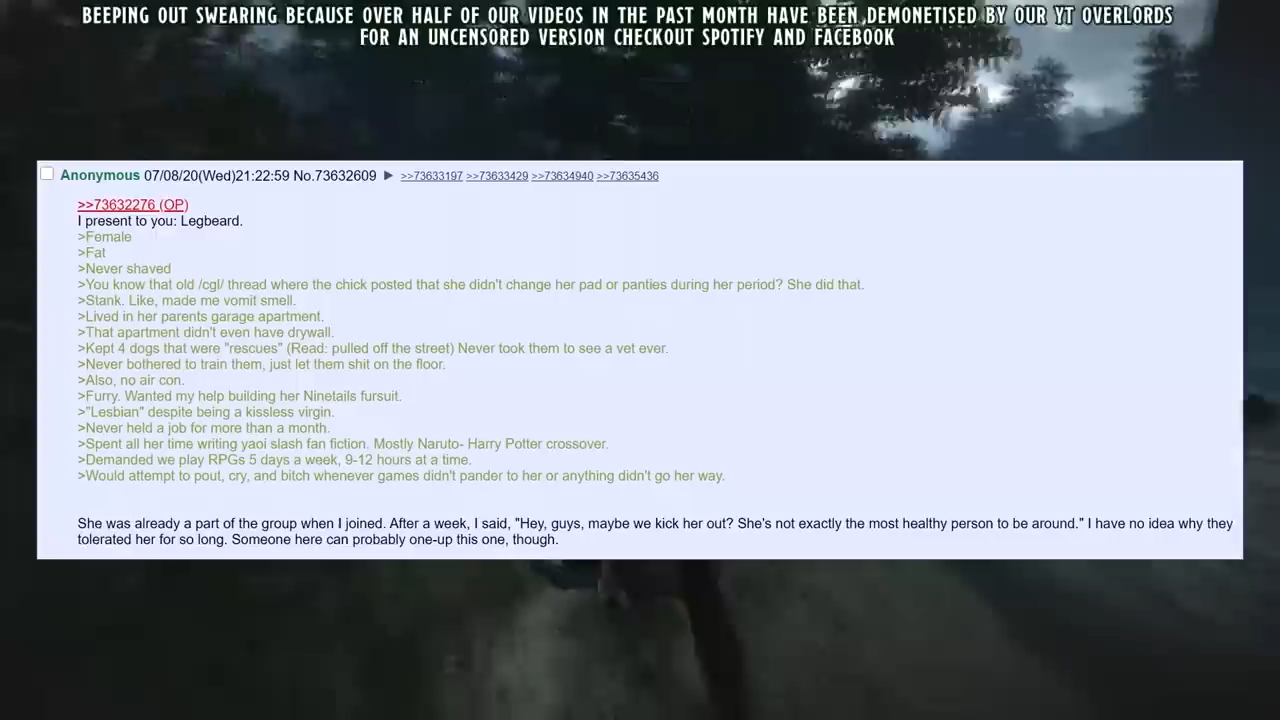 BEEPING OUT SWEARING BECAUSE OVER HALF OF OUR VIDEOS IN THE PAST MONTH HAVE BEEN DEMONETISED BY OUR YT OVERLORDS
FOR AN UNCENSORED VERSION CHECKOUT SPOTIFY AND FACEBOOK
Anonymous 07/08/20(Wed)21:22:59 No.73632609 ▶ >>73633197 >>73633429 >>73634940 >>73635436
>>73632276 (OP)
I present to you: Legbeard.
>Female
>Fat
>Never shaved
>You know that old /cgl/ thread where the chick posted that she didn't change her pad or panties during her period? She did that.
>Stank. Like, made me vomit smell.
>Lived in her parents garage apartment.
>That apartment didn't even have drywall.
>Kept 4 dogs that were "rescues" (Read: pulled off the street) Never took them to see a vet ever.
>Never bothered to train them, just let them shit on the floor.
>Also, no air con.
>Furry. Wanted my help building her Ninetails fursuit.
>"Lesbian" despite being a kissless virgin.
>Never held a job for more than a month.
>Spent all her time writing yaoi slash fan fiction. Mostly Naruto- Harry Potter crossover.
>Demanded we play RPGs 5 days a week, 9-12 hours at a time.
>Would attempt to pout, cry, and bitch whenever games didn't pander to her or anything didn't go her way.
She was already a part of the group when I joined. After a week, I said, "Hey, guys, maybe we kick her out? She's not exactly the most healthy person to be around." I have no idea why they
tolerated her for so long. Someone here can probably one-up this one, though.